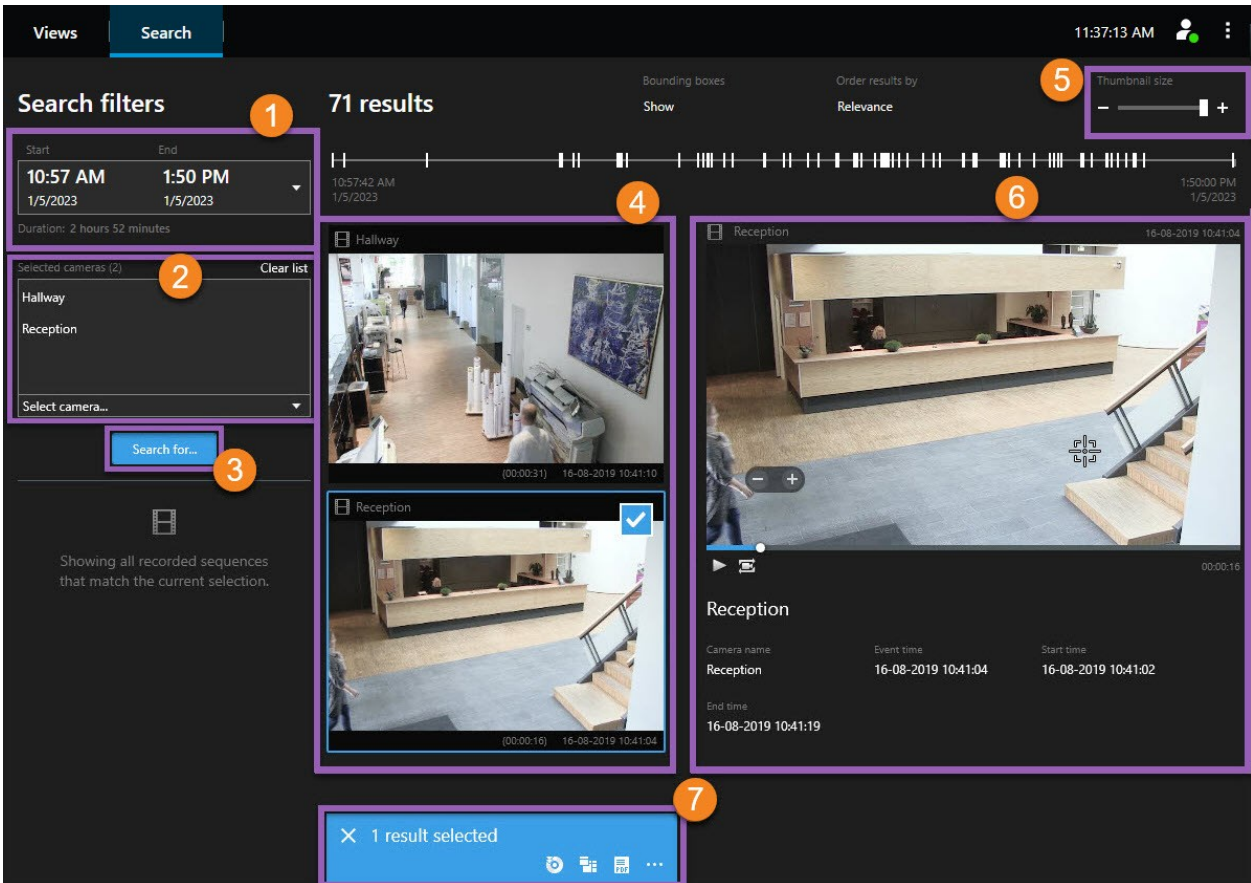 Views
Search
11:37:13 AM
Search filters
1
71 results
Bounding boxes
Show
Order results by
Relevance
5
Thumbnail size
− +
Start
End
10:57 AM
1:50 PM
1/5/2023
1/5/2023
Duration: 2 hours 52 minutes
10:57:42 AM
1/5/2023
1:50:00 PM
1/5/2023
2
Selected cameras (2)
Clear list
Hallway
Reception
Select camera...
Search for...
3
Showing all recorded sequences
that match the current selection.
4
Hallway
(00:00:31) 16-08-2019 10:41:10
Reception
(00:00:16) 16-08-2019 10:41:04
6
Reception
16-08-2019 10:41:04
− +
00:00:16
Reception
Camera name
Reception
Event time
16-08-2019 10:41:04
Start time
16-08-2019 10:41:02
End time
16-08-2019 10:41:19
7
1 result selected
PDF